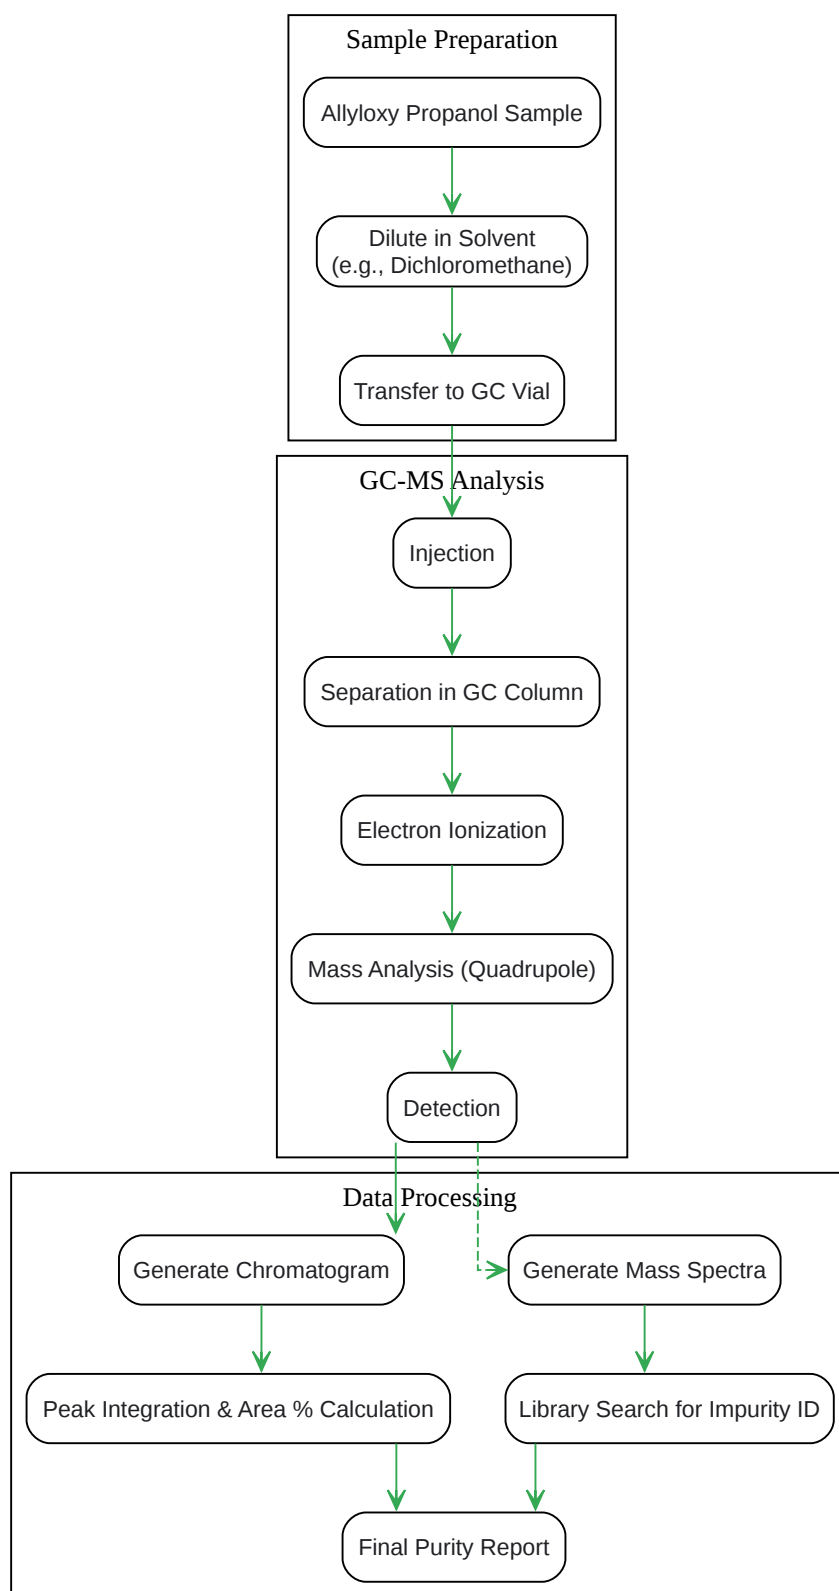 Sample Preparation
Allyloxy Propanol Sample
Dilute in Solvent
(e.g., Dichloromethane)
Transfer to GC Vial
GC-MS Analysis
Injection
Separation in GC Column
Electron Ionization
Mass Analysis (Quadrupole)
Detection
Data Processing
Generate Chromatogram
Generate Mass Spectra
Peak Integration & Area % Calculation
Library Search for Impurity ID
Final Purity Report